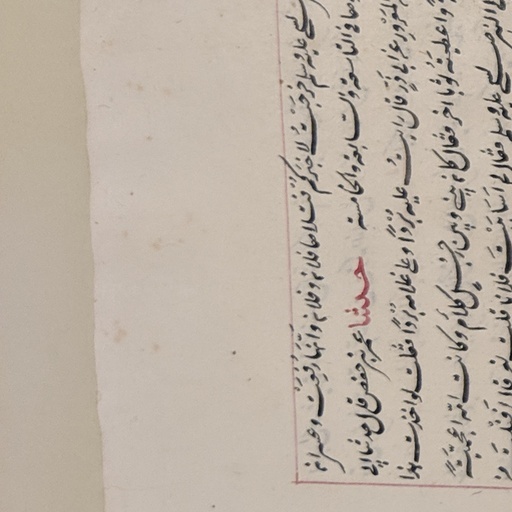 صلى الله عليه وسلم خرجت لاخبركم فتلاحا فلان وفلان وانها رفعت وعسى ان
في التاسعة والسابعة والخامسة حدثنا عمر بن حفص قال حدثنا ابي
المعرور عن ابي ذر قال رايت عليه بردا وعلى غلامه بردا فقلت لو اخذت هذا
واعطيته ثوبا اخر فقال كان بيني وبين رجل كلام وكانت امه اعجمية
النبي صلى الله عليه وسلم فقال لي اساببت فلانا قلت نعم قال افنلت من